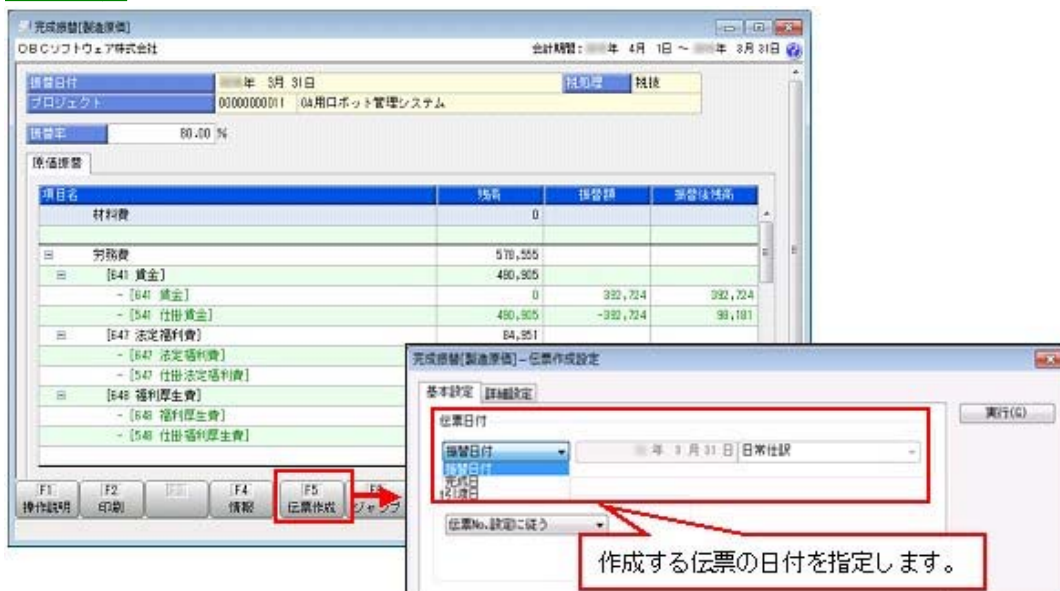 完成振替[製造原価]
OBCソフトウェア株式会社
会計期間: 年 4月 1日 ~ 年 3月 31日
振替日付 年 3月 31日 税処理 税抜
プロジェクト 00000000011 OA用ロボット管理システム
振替率 80.00 %
原価振替
項目名 残高 振替額 振替後残高
材料費 0
労務費 578,555
[641 賃金] 490,905
- [641 賃金] 0 392,724 392,724
- [541 仕掛賃金] 490,905 -392,724 98,181
[647 法定福利費] 84,951
- [647 法定福利費]
- [547 仕掛法定福利費]
[648 福利厚生費]
- [648 福利厚生費]
- [548 仕掛福利厚生費]
F1 操作説明
F2 印刷
F4 情報
F5 伝票作成
ジャンプ
完成振替[製造原価]-伝票作成設定
基本設定 詳細設定
実行(G)
伝票日付
振替日付 年 3月 31日 日常仕訳
振替日付
完成日
引渡日
伝票No.設定に従う
作成する伝票の日付を指定します。